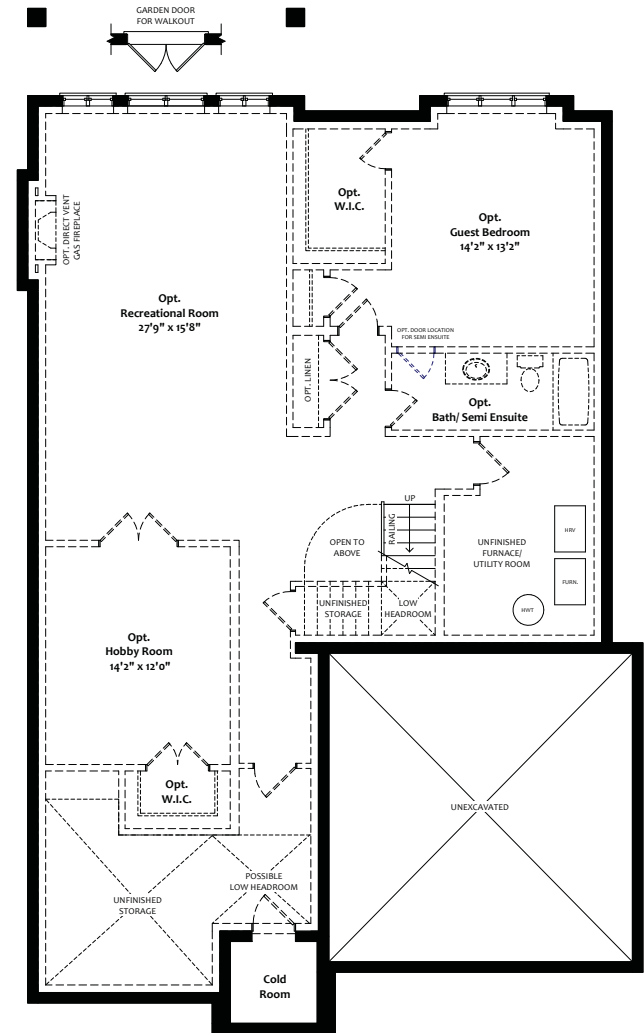 GARDEN DOOR
FOR WALKOUT
OPT. DIRECT VENT
GAS FIREPLACE
Opt.
W.I.C.
Opt.
Guest Bedroom
14'2" x 13'2"
Opt.
Recreational Room
27'9" x 15'8"
OPT. DOOR LOCATION
FOR SEMI ENSUITE
OPT. LINEN
Opt.
Bath/ Semi Ensuite
UP
RAILING
OPEN TO
ABOVE
UNFINISHED
FURNACE/
UTILITY ROOM
HRV
FURN.
HWT
UNFINISHED
STORAGE
LOW
HEADROOM
Opt.
Hobby Room
14'2" x 12'0"
Opt.
W.I.C.
UNEXCAVATED
POSSIBLE
LOW HEADROOM
UNFINISHED
STORAGE
Cold
Room